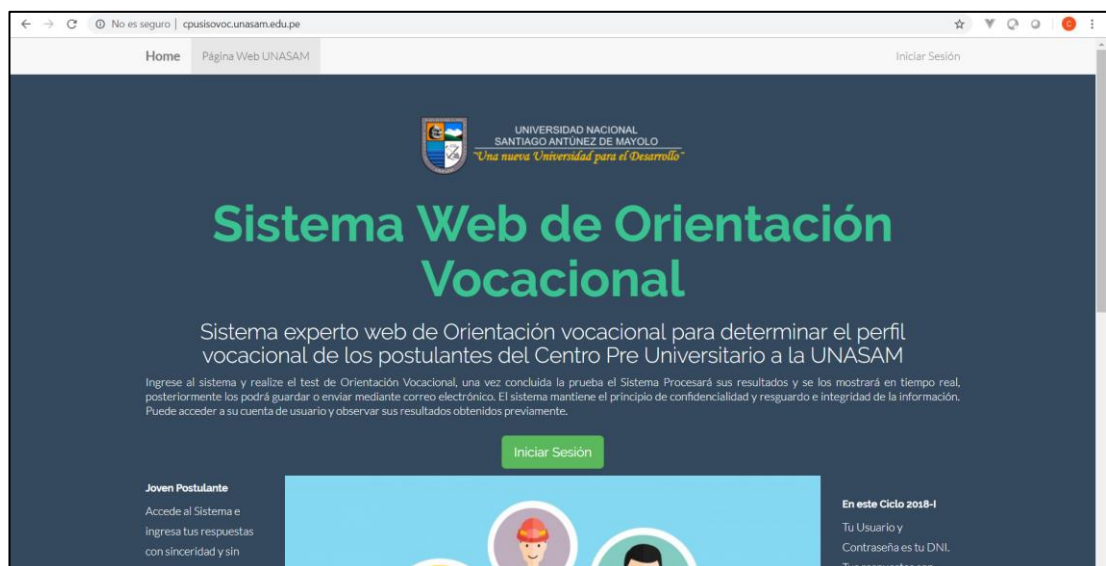 No es seguro | cpusisovoc.unasam.edu.pe
Home Página Web UNASAM Iniciar Sesión
UNIVERSIDAD NACIONAL
SANTIAGO ANTÚNEZ DE MAYOLO
"Una nueva Universidad para el Desarrollo"
Sistema Web de Orientación
Vocacional
Sistema experto web de Orientación vocacional para determinar el perfil
vocacional de los postulantes del Centro Pre Universitario a la UNASAM
Ingrese al sistema y realize el test de Orientación Vocacional, una vez concluida la prueba el Sistema Procesará sus resultados y se los mostrará en tiempo real,
posteriormente los podrá guardar o enviar mediante correo electrónico. El sistema mantiene el principio de confidencialidad y resguardo e integridad de la información.
Puede acceder a su cuenta de usuario y observar sus resultados obtenidos previamente.
Iniciar Sesión
Joven Postulante
Accede al Sistema e
ingresa tus respuestas
con sinceridad y sin
En este Ciclo 2018-I
Tu Usuario y
Contraseña es tu DNI.